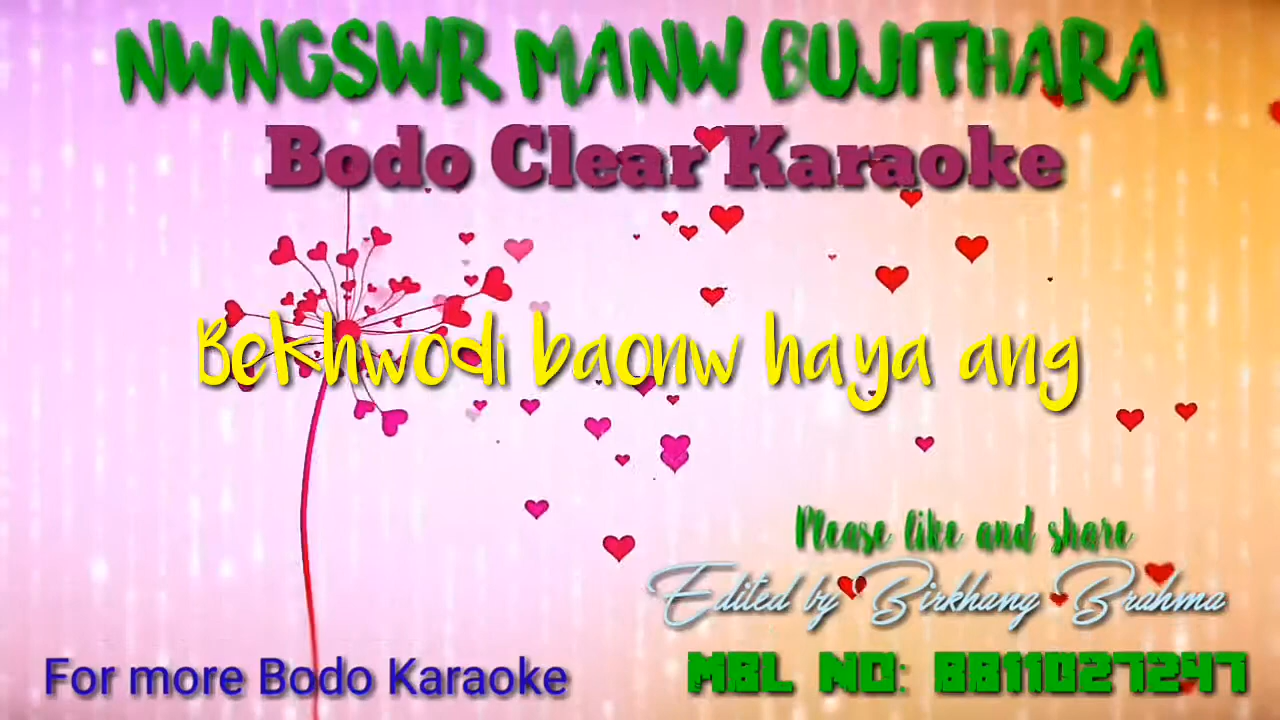 NWNGSWR MANW BUJITHARA
Bodo Clear Karaoke
Bekhwodi baonw haya ang
Please like and share
Edited by Birkhang Brahma
For more Bodo Karaoke
MBL NO: 8811027247